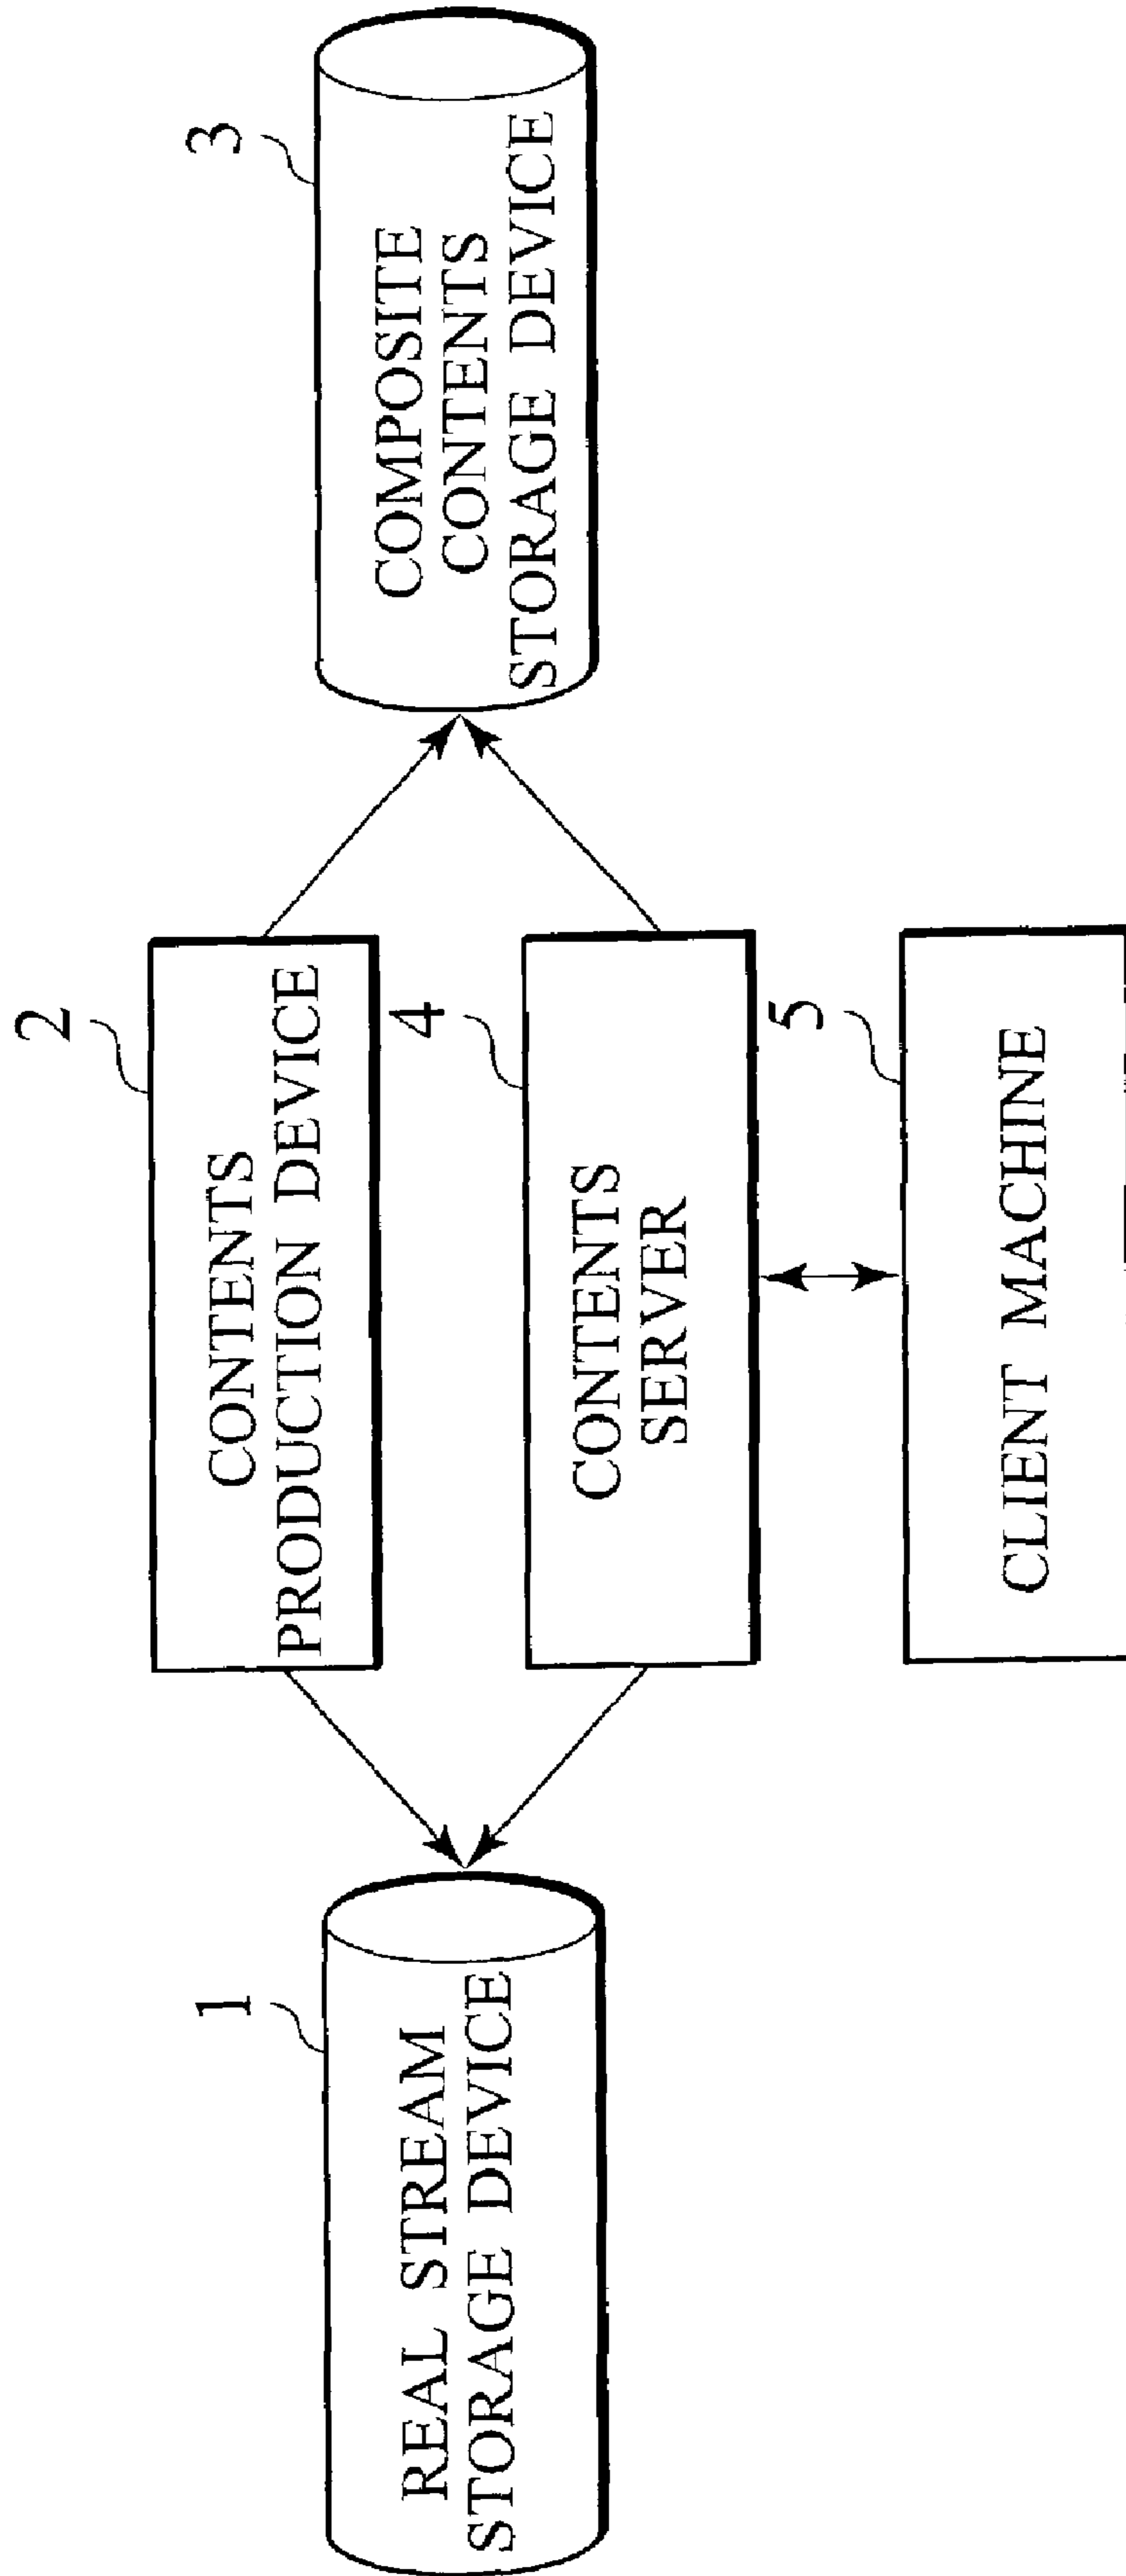 2
CONTENTS
PRODUCTION DEVICE
1
REAL STREAM
STORAGE DEVICE
3
COMPOSITE
CONTENTS
STORAGE DEVICE
4
CONTENTS
SERVER
5
CLIENT MACHINE